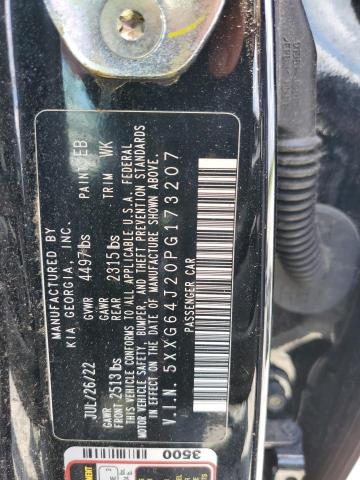 MANUFACTURED BY
KIA GEORGIA, INC.
JUL/26/22 GVWR 4497lbs PAINT EB
GAWR FRONT 2513lbs GAWR REAR 2315lbs TRIM WK
THIS VEHICLE CONFORMS TO ALL APPLICABLE U.S.A. FEDERAL
MOTOR VEHICLE SAFETY, BUMPER, AND THEFT PREVENTION STANDARDS
IN EFFECT ON THE DATE OF MANUFACTURE SHOWN ABOVE.
V.I.N. 5XXG64J20PG173207
PASSENGER CAR
3500